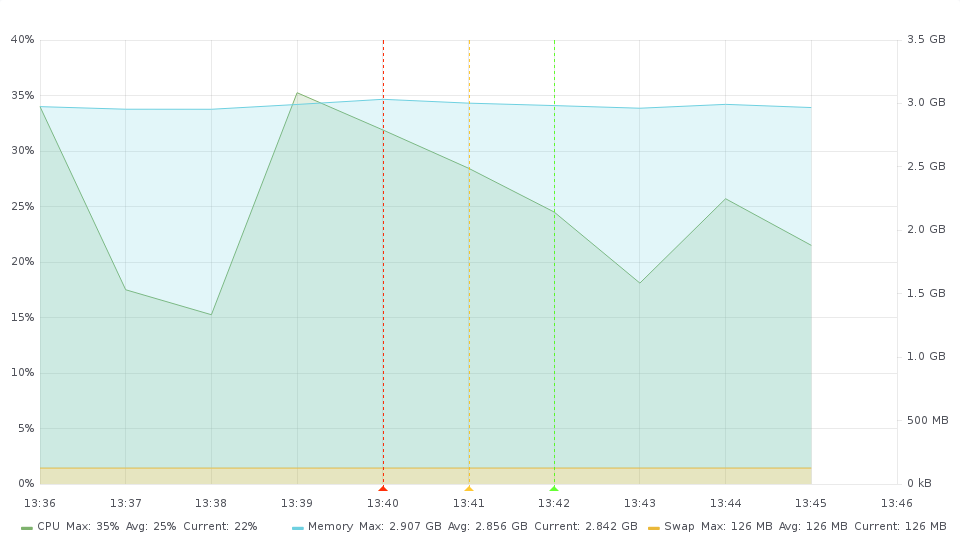 40%
35%
30%
25%
20%
15%
10%
5%
0%
3.5 GB
3.0 GB
2.5 GB
2.0 GB
1.5 GB
1.0 GB
500 MB
0 kB
13:36 13:37 13:38 13:39 13:40 13:41 13:42 13:43 13:44 13:45 13:46
CPU Max: 35% Avg: 25% Current: 22% Memory Max: 2.907 GB Avg: 2.856 GB Current: 2.842 GB Swap Max: 126 MB Avg: 126 MB Current: 126 MB